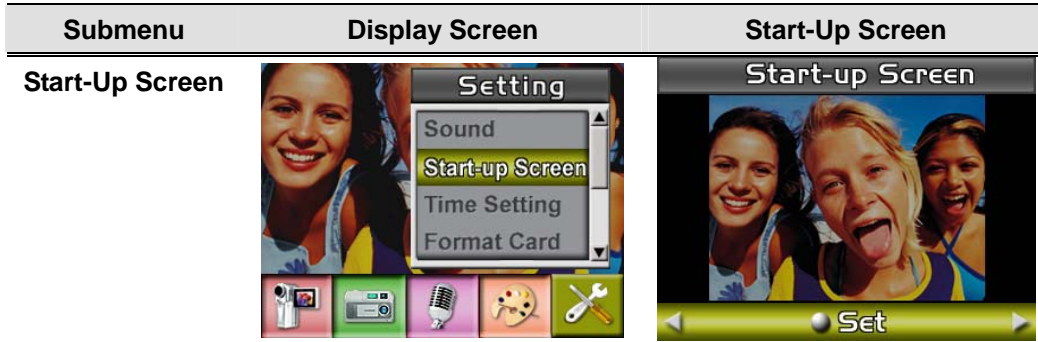 Submenu Display Screen Start-Up Screen
Start-Up Screen
Setting
Sound
Start-up Screen
Time Setting
Format Card
Start-up Screen
Set